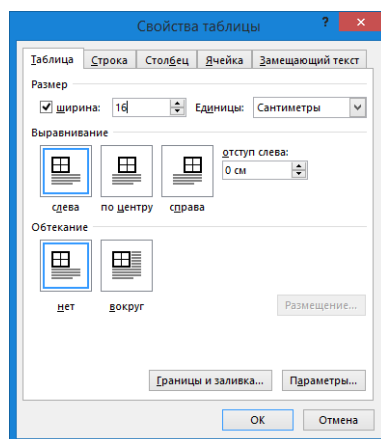 Свойства таблицы ? ×
Таблица Строка Столбец Ячейка Замещающий текст
Размер
ширина: 16 Единицы: Сантиметры
Выравнивание
отступ слева:
0 см
слева по центру справа
Обтекание
нет вокруг
Размещение...
Границы и заливка... Параметры...
ОК Отмена